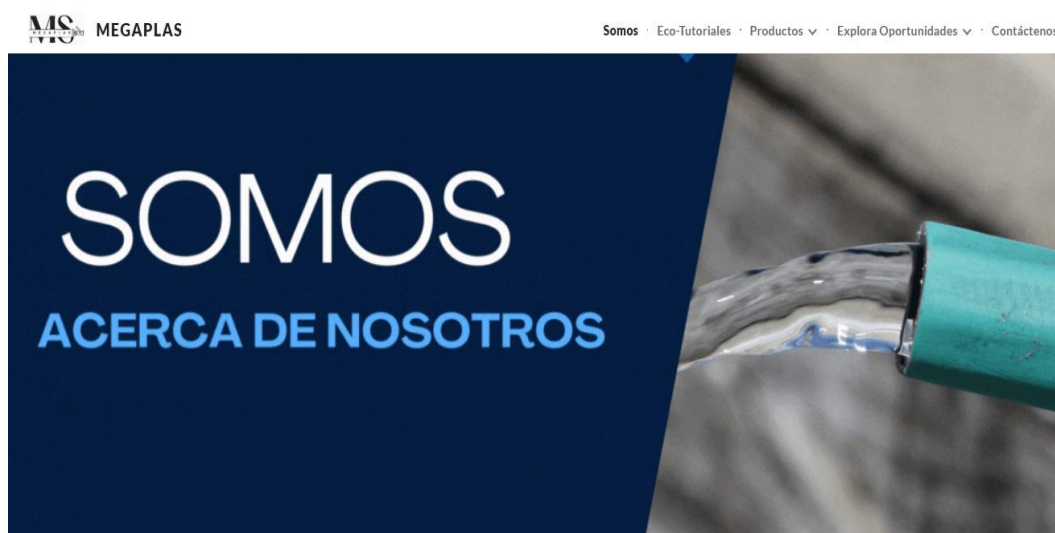 MS
MEGAPLAS
Somos · Eco-Tutoriales · Productos · Explora Oportunidades · Contáctenos
SOMOS
ACERCA DE NOSOTROS